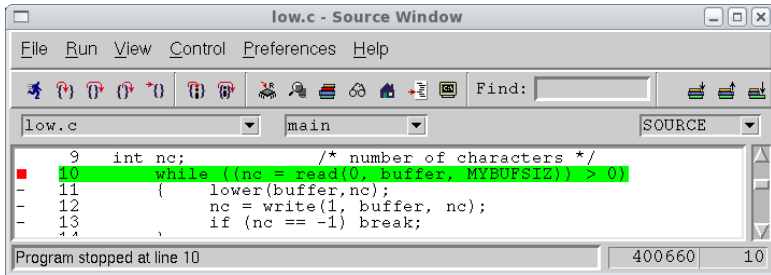 low.c - Source Window
File Run View Control Preferences Help
Find:
low.c main SOURCE
9 int nc; /* number of characters */
10 while ((nc = read(0, buffer, MYBUFSIZ)) > 0)
- 11 { lower(buffer,nc);
- 12 nc = write(1, buffer, nc);
- 13 if (nc == -1) break;
Program stopped at line 10 400660 10